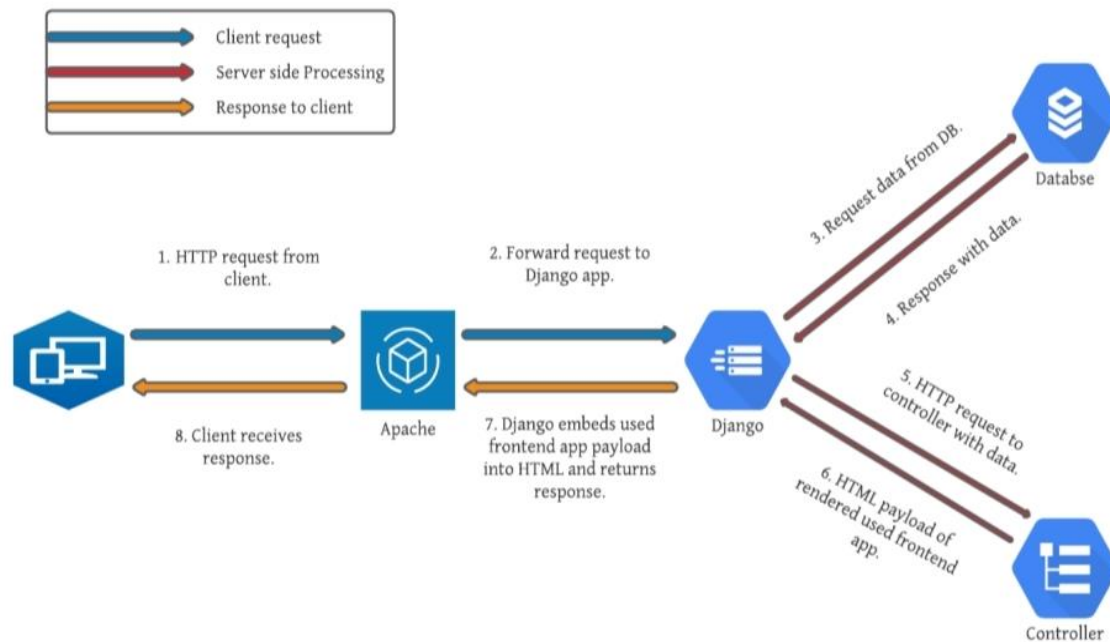 Client request
Server side Processing
Response to client
Databse
3. Request data from DB.
4. Response with data.
1. HTTP request from
client.
2. Forward request to
Django app.
Apache
Django
8. Client receives
response.
7. Django embeds used
frontend app payload
into HTML and returns
response.
5. HTTP request to
controller with data.
6. HTML payload of
rendered used frontend
app.
Controller